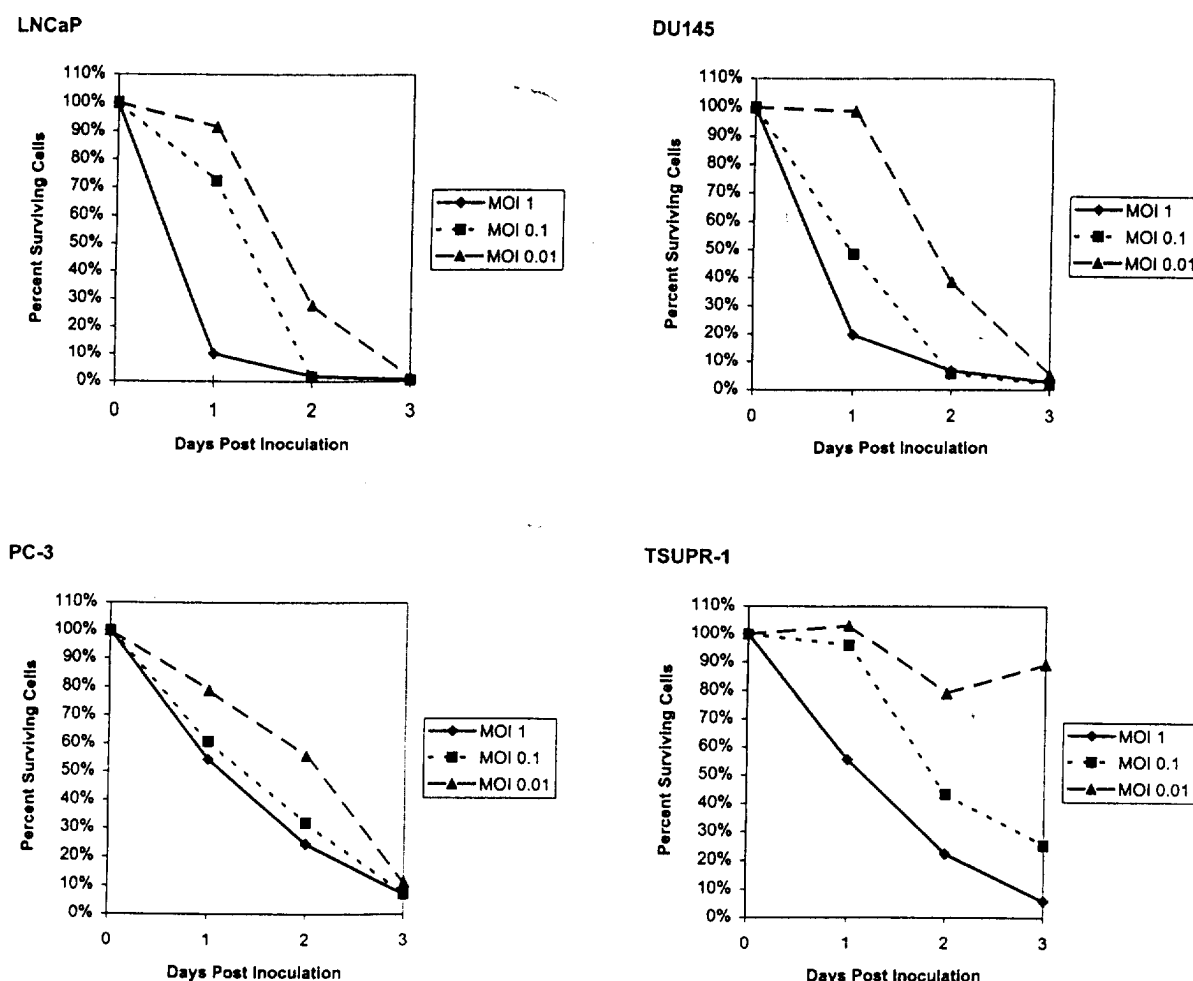 LNCaP
110%
100%
90%
80%
70%
60%
50%
40%
30%
20%
10%
0%
Percent Surviving Cells
0 1 2 3
Days Post Inoculation
MOI 1
MOI 0.1
MOI 0.01
DU145
110%
100%
90%
80%
70%
60%
50%
40%
30%
20%
10%
0%
Percent Surviving Cells
0 1 2 3
Days Post Inoculation
MOI 1
MOI 0.1
MOI 0.01
PC-3
110%
100%
90%
80%
70%
60%
50%
40%
30%
20%
10%
0%
Percent Surviving Cells
0 1 2 3
Days Post Inoculation
MOI 1
MOI 0.1
MOI 0.01
TSUPR-1
110%
100%
90%
80%
70%
60%
50%
40%
30%
20%
10%
0%
Percent Surviving Cells
0 1 2 3
Days Post Inoculation
MOI 1
MOI 0.1
MOI 0.01